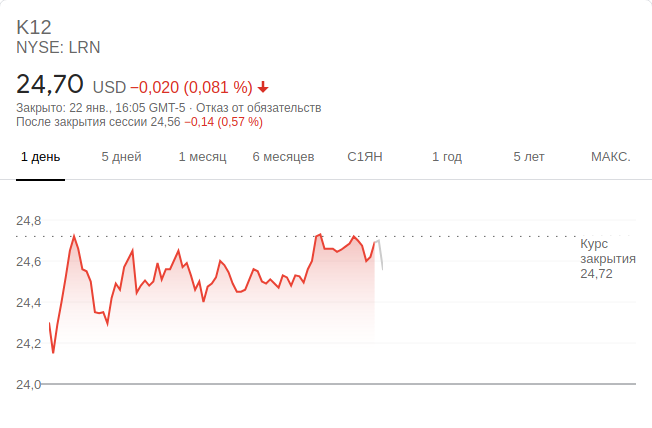 K12
NYSE: LRN
24,70 USD −0,020 (0,081 %)
Закрыто: 22 янв., 16:05 GMT-5 · Отказ от обязательств
После закрытия сессии 24,56 −0,14 (0,57 %)
1 день 5 дней 1 месяц 6 месяцев С1ЯН 1 год 5 лет МАКС.
24,8
Курс
закрытия
24,72
24,6
24,4
24,2
24,0